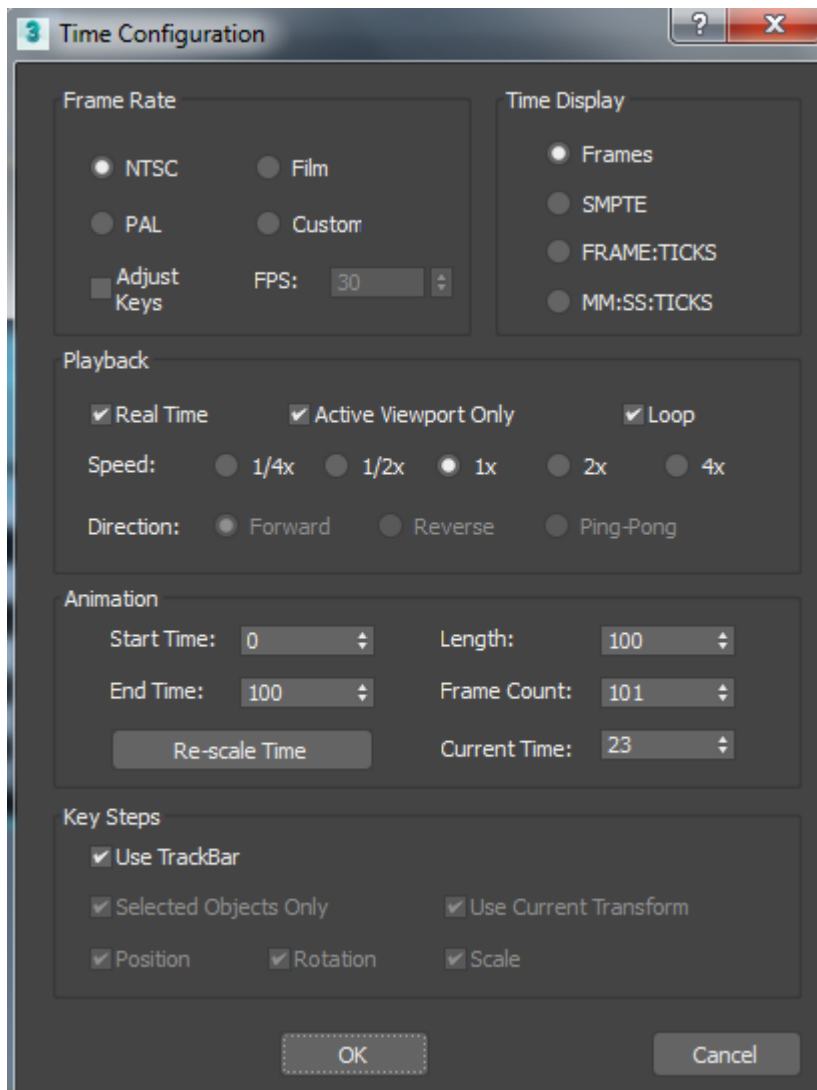 3 Time Configuration ? X
Frame Rate
NTSC Film
PAL Custom
Adjust Keys FPS: 30
Time Display
Frames
SMPTE
FRAME:TICKS
MM:SS:TICKS
Playback
Real Time Active Viewport Only Loop
Speed: 1/4x 1/2x 1x 2x 4x
Direction: Forward Reverse Ping-Pong
Animation
Start Time: 0 Length: 100
End Time: 100 Frame Count: 101
Re-scale Time Current Time: 23
Key Steps
Use TrackBar
Selected Objects Only Use Current Transform
Position Rotation Scale
OK Cancel